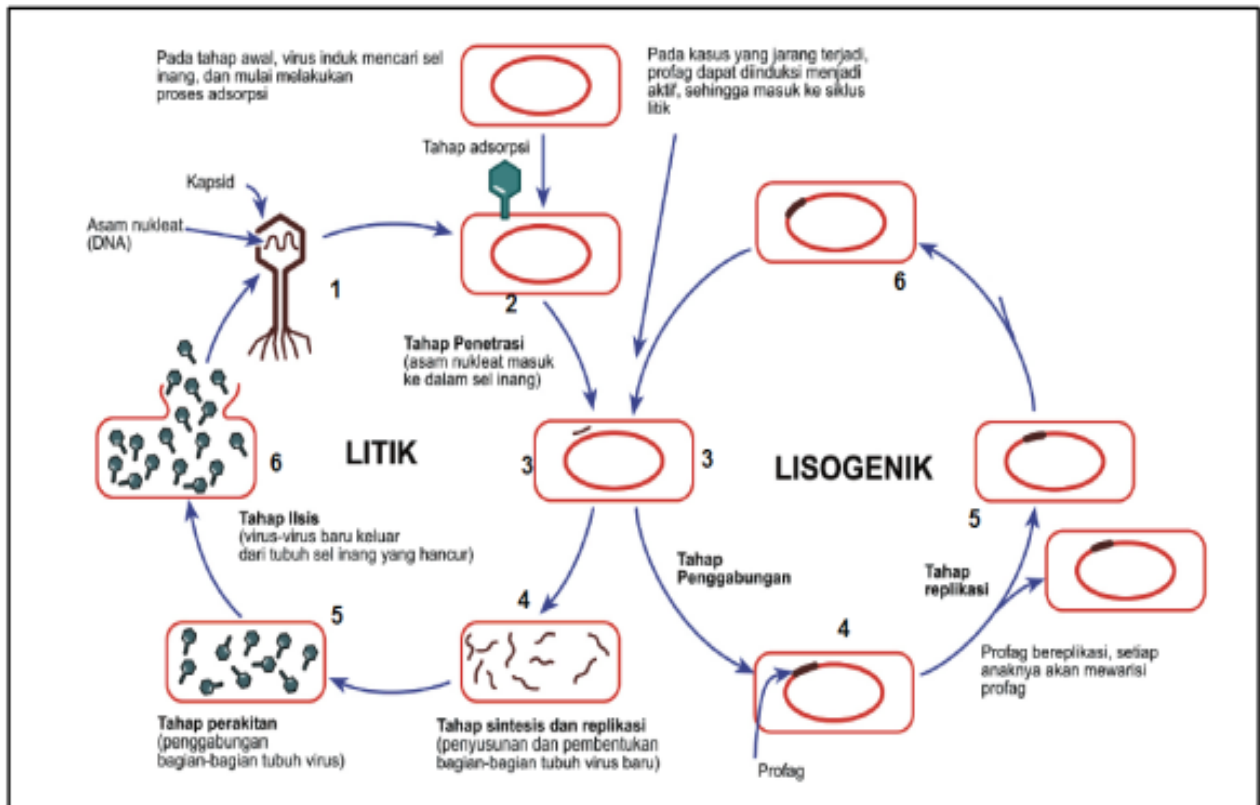 Pada tahap awal, virus induk mencari sel
inang, dan mulai melakukan
proses adsorpsi
Pada kasus yang jarang terjadi,
profag dapat diinduksi menjadi
aktif, sehingga masuk ke siklus
litik
Tahap adsorpsi
Kapsid
Asam nukleat
(DNA)
1
2
6
Tahap Penetrasi
(asam nukleat masuk
ke dalam sel inang)
LITIK
3
3
LISOGENIK
6
5
Tahap lIsis
(virus-virus baru keluar
dari tubuh sel inang yang hancur)
Tahap
Penggabungan
Tahap
replikasi
5
4
4
Profag bereplikasi, setiap
anaknya akan mewarisi
profag
Tahap perakitan
(penggabungan
bagian-bagian tubuh virus)
Tahap sintesis dan replikasi
(penyusunan dan pembentukan
bagian-bagian tubuh virus baru)
Profag